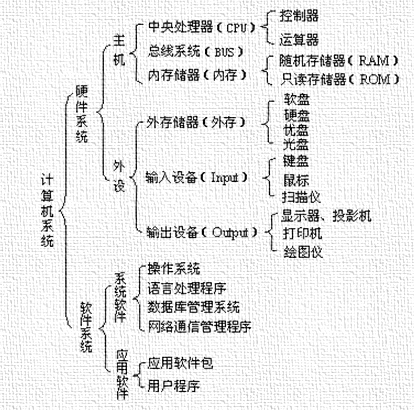 计算机系统
硬件系统
主机
中央处理器(CPU)
控制器
运算器
总线系统(BUS)
内存储器(内存)
随机存储器(RAM)
只读存储器(ROM)
外设
外存储器(外存)
软盘
硬盘
优盘
光盘
输入设备(Input)
键盘
鼠标
扫描仪
输出设备(Output)
显示器、投影机
打印机
绘图仪
软件系统
系统软件
操作系统
语言处理程序
数据库管理系统
网络通信管理程序
应用软件
应用软件包
用户程序